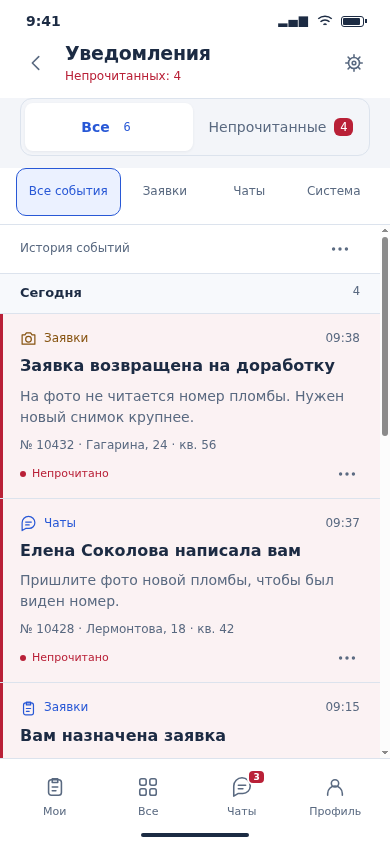 9:41
Уведомления
Непрочитанных: 4
Все 6 Непрочитанные 4
Все события Заявки Чаты Система
История событий
Сегодня 4
Заявки 09:38
Заявка возвращена на доработку
На фото не читается номер пломбы. Нужен
новый снимок крупнее.
№ 10432 · Гагарина, 24 · кв. 56
Непрочитано
Чаты 09:37
Елена Соколова написала вам
Пришлите фото новой пломбы, чтобы был
виден номер.
№ 10428 · Лермонтова, 18 · кв. 42
Непрочитано
Заявки 09:15
Вам назначена заявка
3
Мои Все Чаты Профиль